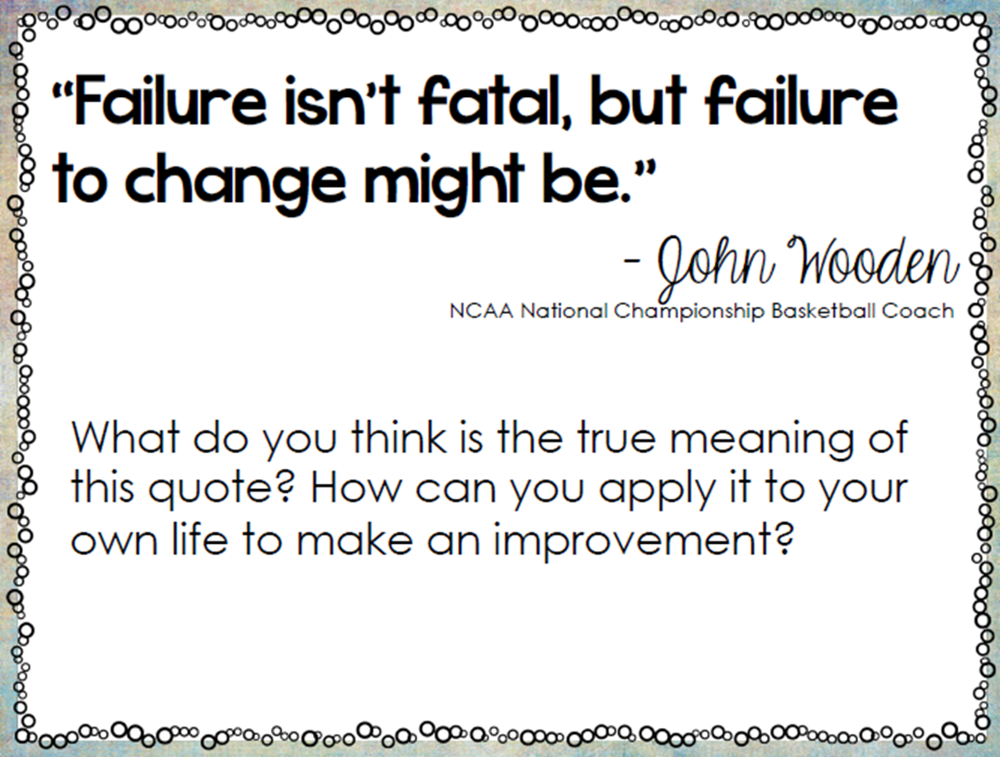 “Failure isn’t fatal, but failure
to change might be.”
- John Wooden
NCAA National Championship Basketball Coach
What do you think is the true meaning of
this quote? How can you apply it to your
own life to make an improvement?